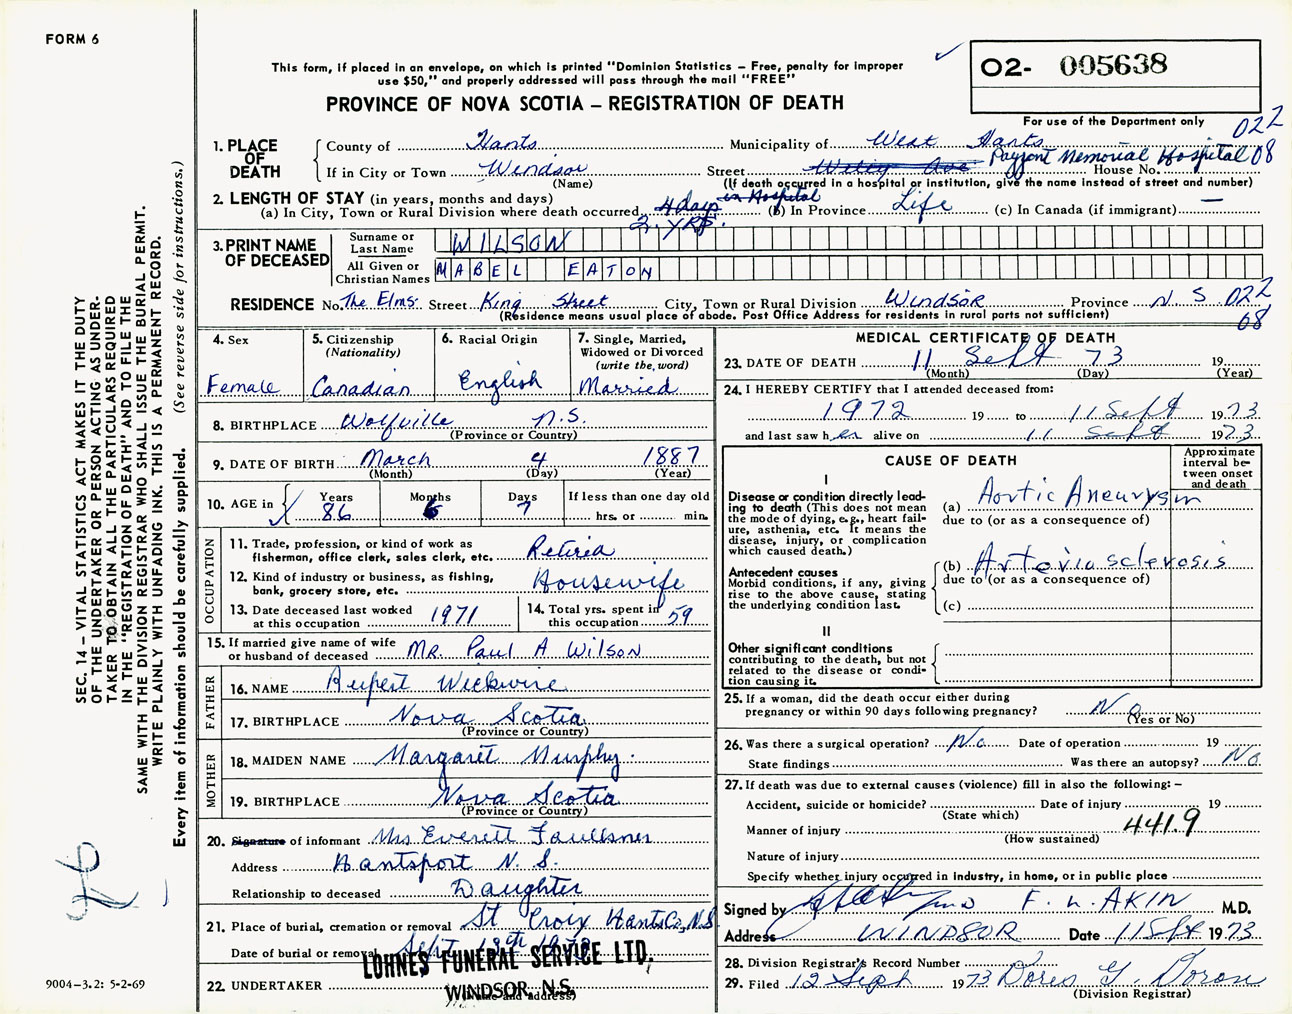 FORM 6
This form, if placed in an envelope, on which is printed "Dominion Statistics – Free, penalty for improper
use $50," and properly addressed will pass through the mail "FREE"
PROVINCE OF NOVA SCOTIA – REGISTRATION OF DEATH
O2- 005638
For use of the Department only
022
08
1. PLACE OF DEATH
County of Hants Municipality of West Hants
If in City or Town Windsor Street Payzant Memorial Hospital House No.
(Name) (If death occurred in a hospital or institution, give the name instead of street and number)
2. LENGTH OF STAY (in years, months and days) in Hospital
(a) In City, Town or Rural Division where death occurred 4 days (b) In Province Life (c) In Canada (if immigrant) —
2 yrs.
3. PRINT NAME OF DECEASED
Surname or Last Name WILSON
All Given or Christian Names MABEL EATON
RESIDENCE No. The Elms Street King Street City, Town or Rural Division Windsor Province N S 022
(Residence means usual place of abode. Post Office Address for residents in rural parts not sufficient) 08
4. Sex
Female
5. Citizenship
(Nationality)
Canadian
6. Racial Origin
English
7. Single, Married,
Widowed or Divorced
(write the word)
Married
8. BIRTHPLACE Wolfville N.S.
(Province or Country)
9. DATE OF BIRTH March 4 1887
(Month) (Day) (Year)
10. AGE in
Years 86
Months 6
Days 7
If less than one day old
hrs. or min.
OCCUPATION
11. Trade, profession, or kind of work as
fisherman, office clerk, sales clerk, etc. Retired
12. Kind of industry or business, as fishing,
bank, grocery store, etc. Housewife
13. Date deceased last worked
at this occupation 1971
14. Total yrs. spent in
this occupation 59
15. If married give name of wife
or husband of deceased Mr. Paul A Wilson
FATHER
16. NAME Rupert Wickwire
17. BIRTHPLACE Nova Scotia
(Province or Country)
MOTHER
18. MAIDEN NAME Margaret Murphy.
19. BIRTHPLACE Nova Scotia
(Province or Country)
20. Signature of informant Mrs Everett Faulkner
Address Hantsport N. S.
Relationship to deceased Daughter
21. Place of burial, cremation or removal St Croix Hants Co, N.S
Date of burial or removal Sept 13th 1973
22. UNDERTAKER
LOHNES FUNERAL SERVICE LTD.
WINDSOR, N.S.
(Name and address)
MEDICAL CERTIFICATE OF DEATH
23. DATE OF DEATH 11 Sept 73 19
(Month) (Day) (Year)
24. I HEREBY CERTIFY that I attended deceased from:
1972 19 to 11 Sept 1973
and last saw her alive on 11 Sept 1973.
CAUSE OF DEATH
Approximate
interval be-
tween onset
and death
I
Disease or condition directly lead-
ing to death (This does not mean
the mode of dying, e.g., heart fail-
ure, asthenia, etc. It means the
disease, injury, or complication
which caused death.)
(a) Aortic Aneurysm
due to (or as a consequence of)
Antecedent causes
Morbid conditions, if any, giving
rise to the above cause, stating
the underlying condition last.
(b) Arteriosclerosis
due to (or as a consequence of)
(c)
II
Other significant conditions
contributing to the death, but not
related to the disease or condi-
tion causing it.
25. If a woman, did the death occur either during
pregnancy or within 90 days following pregnancy? No
(Yes or No)
26. Was there a surgical operation? No Date of operation 19
State findings Was there an autopsy? No
27. If death was due to external causes (violence) fill in also the following: –
Accident, suicide or homicide? Date of injury 19
(State which)
Manner of injury 441.9
(How sustained)
Nature of injury
Specify whether injury occurred in industry, in home, or in public place
Signed by F. W. AKIN M.D.
Address WINDSOR Date 11 Sept 1973
28. Division Registrar's Record Number
29. Filed 12 Sept 1973 Doris G. Doran
(Division Registrar)
SEC. 14 – VITAL STATISTICS ACT MAKES IT THE DUTY
OF THE UNDERTAKER OR PERSON ACTING AS UNDER-
TAKER TO OBTAIN ALL THE PARTICULARS REQUIRED
IN THE "REGISTRATION OF DEATH" AND TO FILE THE
SAME WITH THE DIVISION REGISTRAR WHO SHALL ISSUE THE BURIAL PERMIT.
WRITE PLAINLY WITH UNFADING INK. THIS IS A PERMANENT RECORD.
Every item of information should be carefully supplied. (See reverse side for instructions.)
9004-3.2: 5-2-69